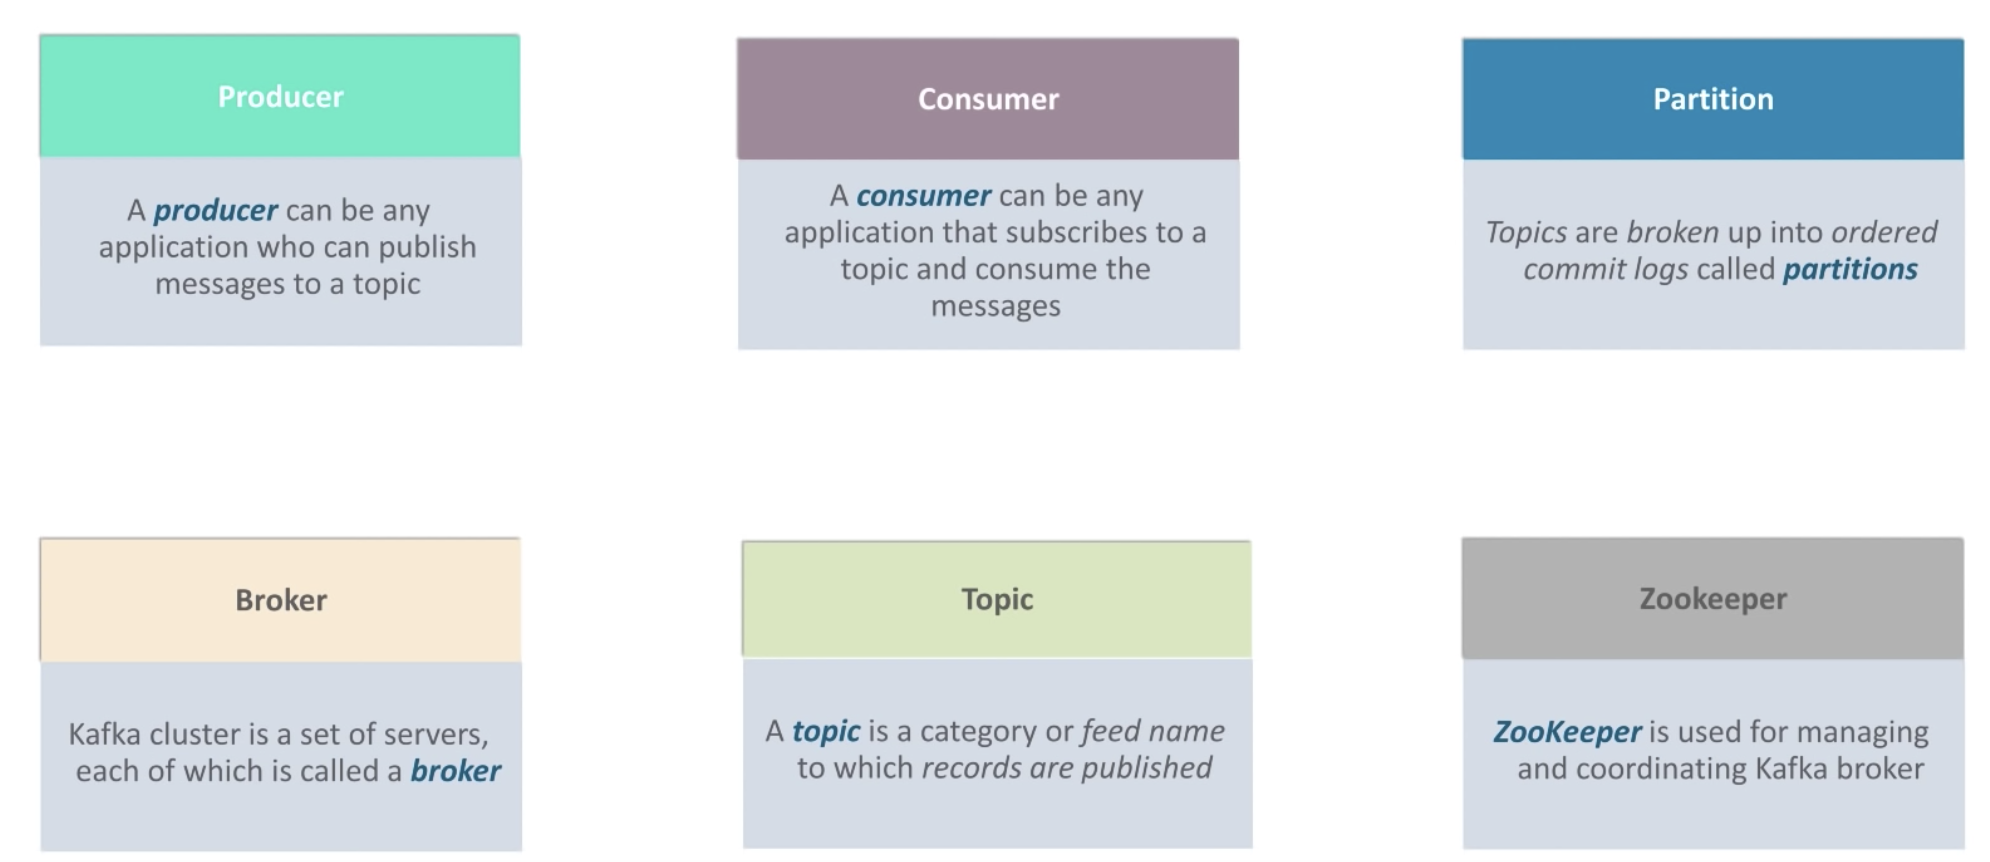 Producer
A producer can be any
application who can publish
messages to a topic
Consumer
A consumer can be any
application that subscribes to a
topic and consume the
messages
Partition
Topics are broken up into ordered
commit logs called partitions
Broker
Kafka cluster is a set of servers,
each of which is called a broker
Topic
A topic is a category or feed name
to which records are published
Zookeeper
ZooKeeper is used for managing
and coordinating Kafka broker